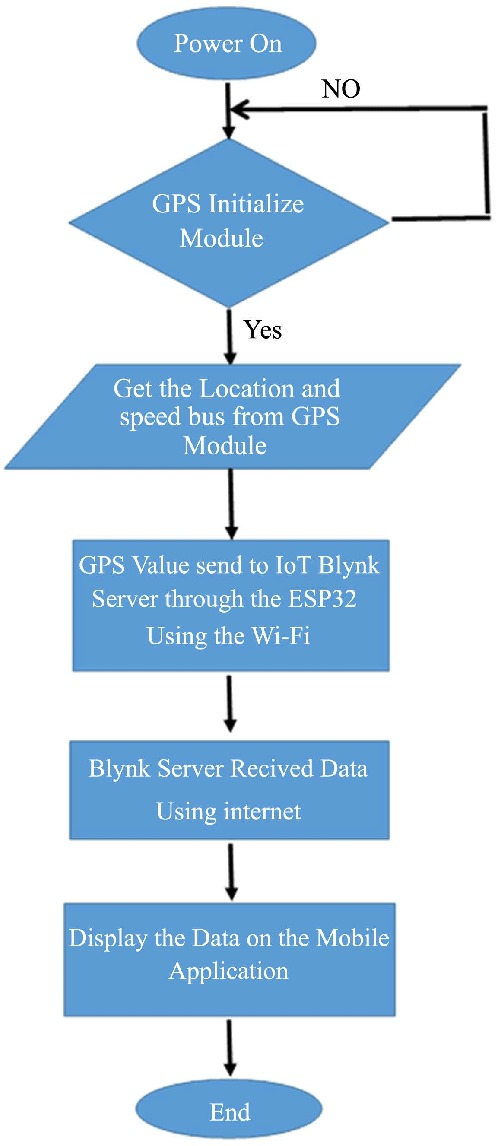 Power On
NO
GPS Initialize
Module
Yes
Get the Location and
speed bus from GPS
Module
GPS Value send to IoT Blynk
Server through the ESP32
Using the Wi-Fi
Blynk Server Recived Data
Using internet
Display the Data on the Mobile
Application
End